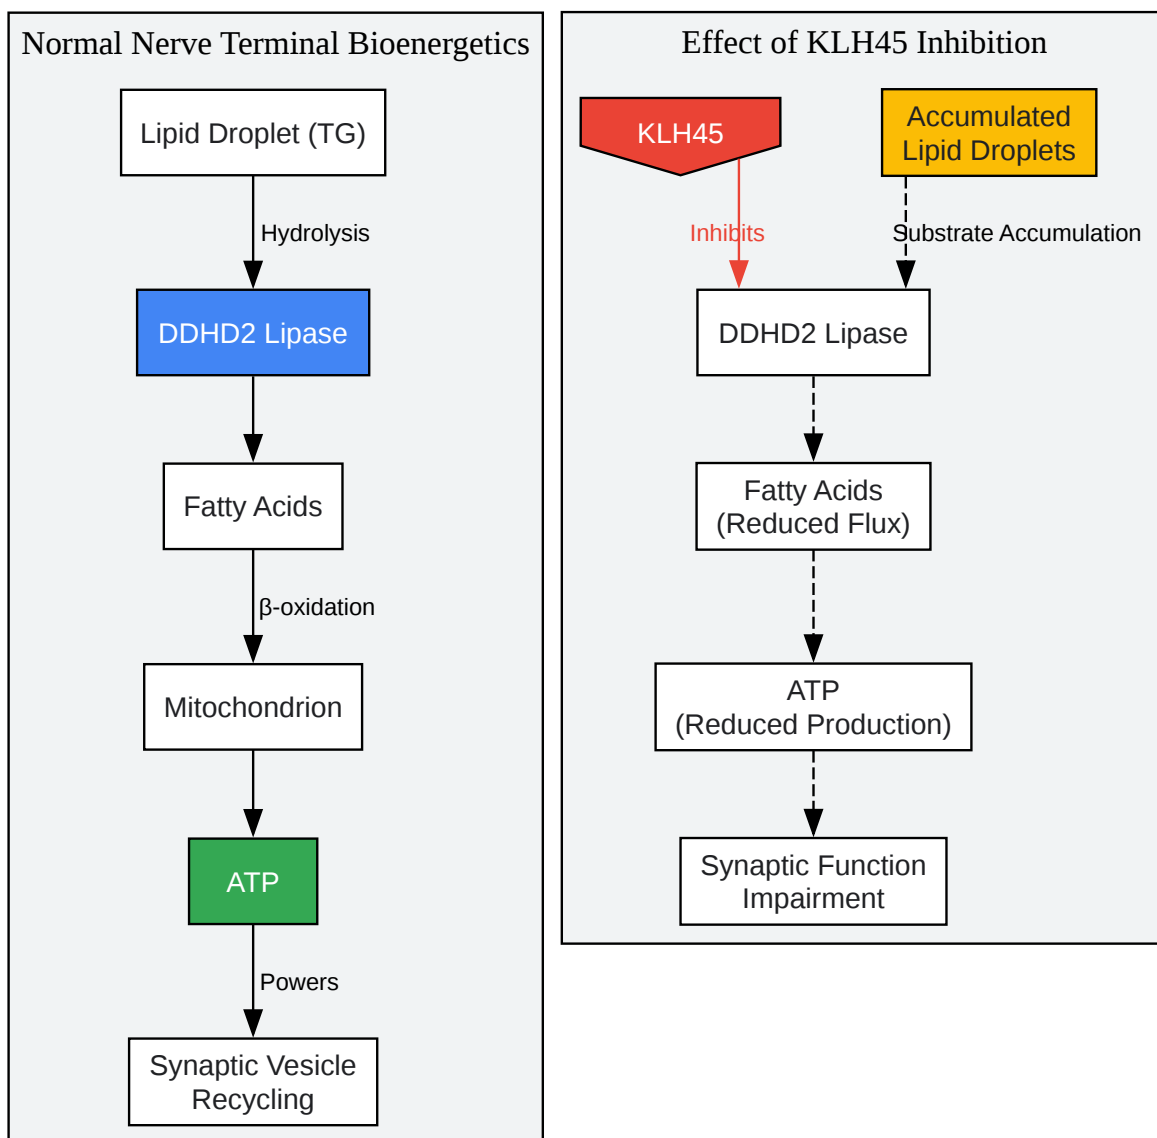 Normal Nerve Terminal Bioenergetics
Lipid Droplet (TG)
Hydrolysis
DDHD2 Lipase
Fatty Acids
β-oxidation
Mitochondrion
ATP
Powers
Synaptic Vesicle
Recycling
Effect of KLH45 Inhibition
KLH45
Accumulated
Lipid Droplets
Inhibits
Substrate Accumulation
DDHD2 Lipase
Fatty Acids
(Reduced Flux)
ATP
(Reduced Production)
Synaptic Function
Impairment